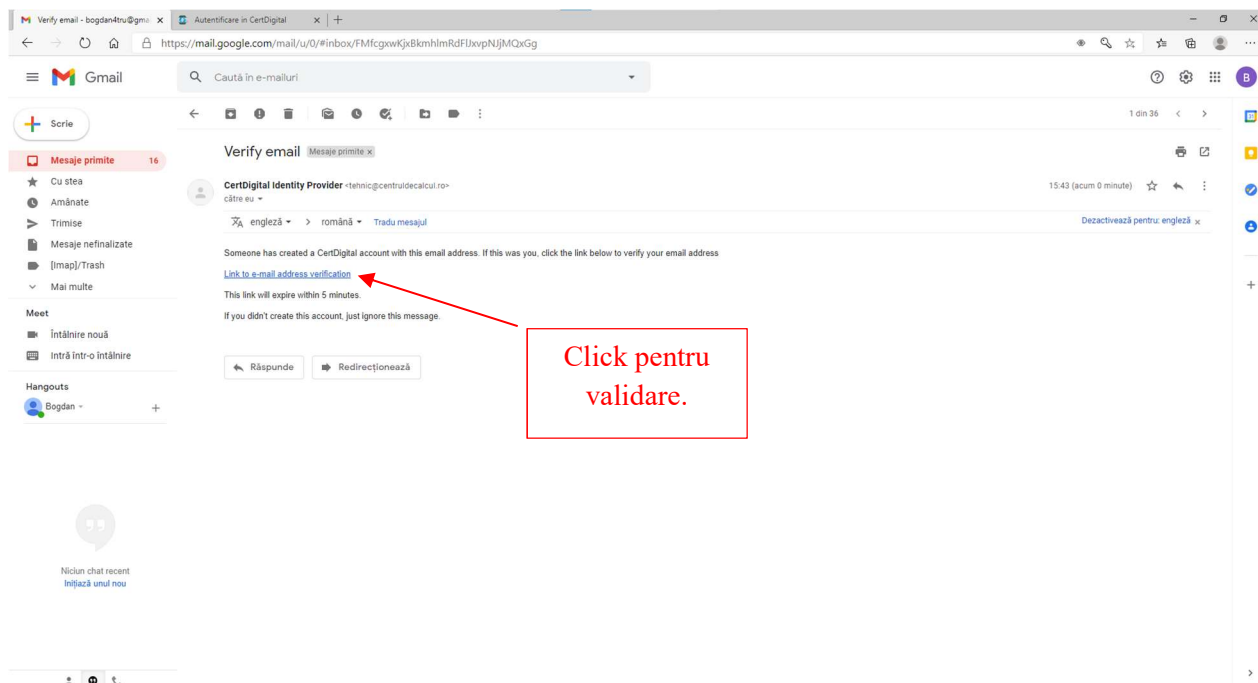 Verify email - bogdan4tru@gma
Autentificare in CertDigital
https://mail.google.com/mail/u/0/#inbox/FMfcgxwKjxBkmhlmRdFlJxvpNJjMQxGg
Gmail
Caută în e-mailuri
B
Scrie
1 din 36
Mesaje primite 16
Cu stea
Amânate
Trimise
Mesaje nefinalizate
[Imap]/Trash
Mai multe
Meet
Întâlnire nouă
Intră într-o întâlnire
Hangouts
Bogdan
Niciun chat recent
Inițiază unul nou
Verify email Mesaje primite x
CertDigital Identity Provider <tehnic@centruldecalcul.ro>
15:43 (acum 0 minute)
către eu
engleză > română Tradu mesajul
Dezactivează pentru: engleză x
Someone has created a CertDigital account with this email address. If this was you, click the link below to verify your email address
Link to e-mail address verification
This link will expire within 5 minutes.
If you didn't create this account, just ignore this message.
Răspunde
Redirecționează
Click pentru
validare.
31